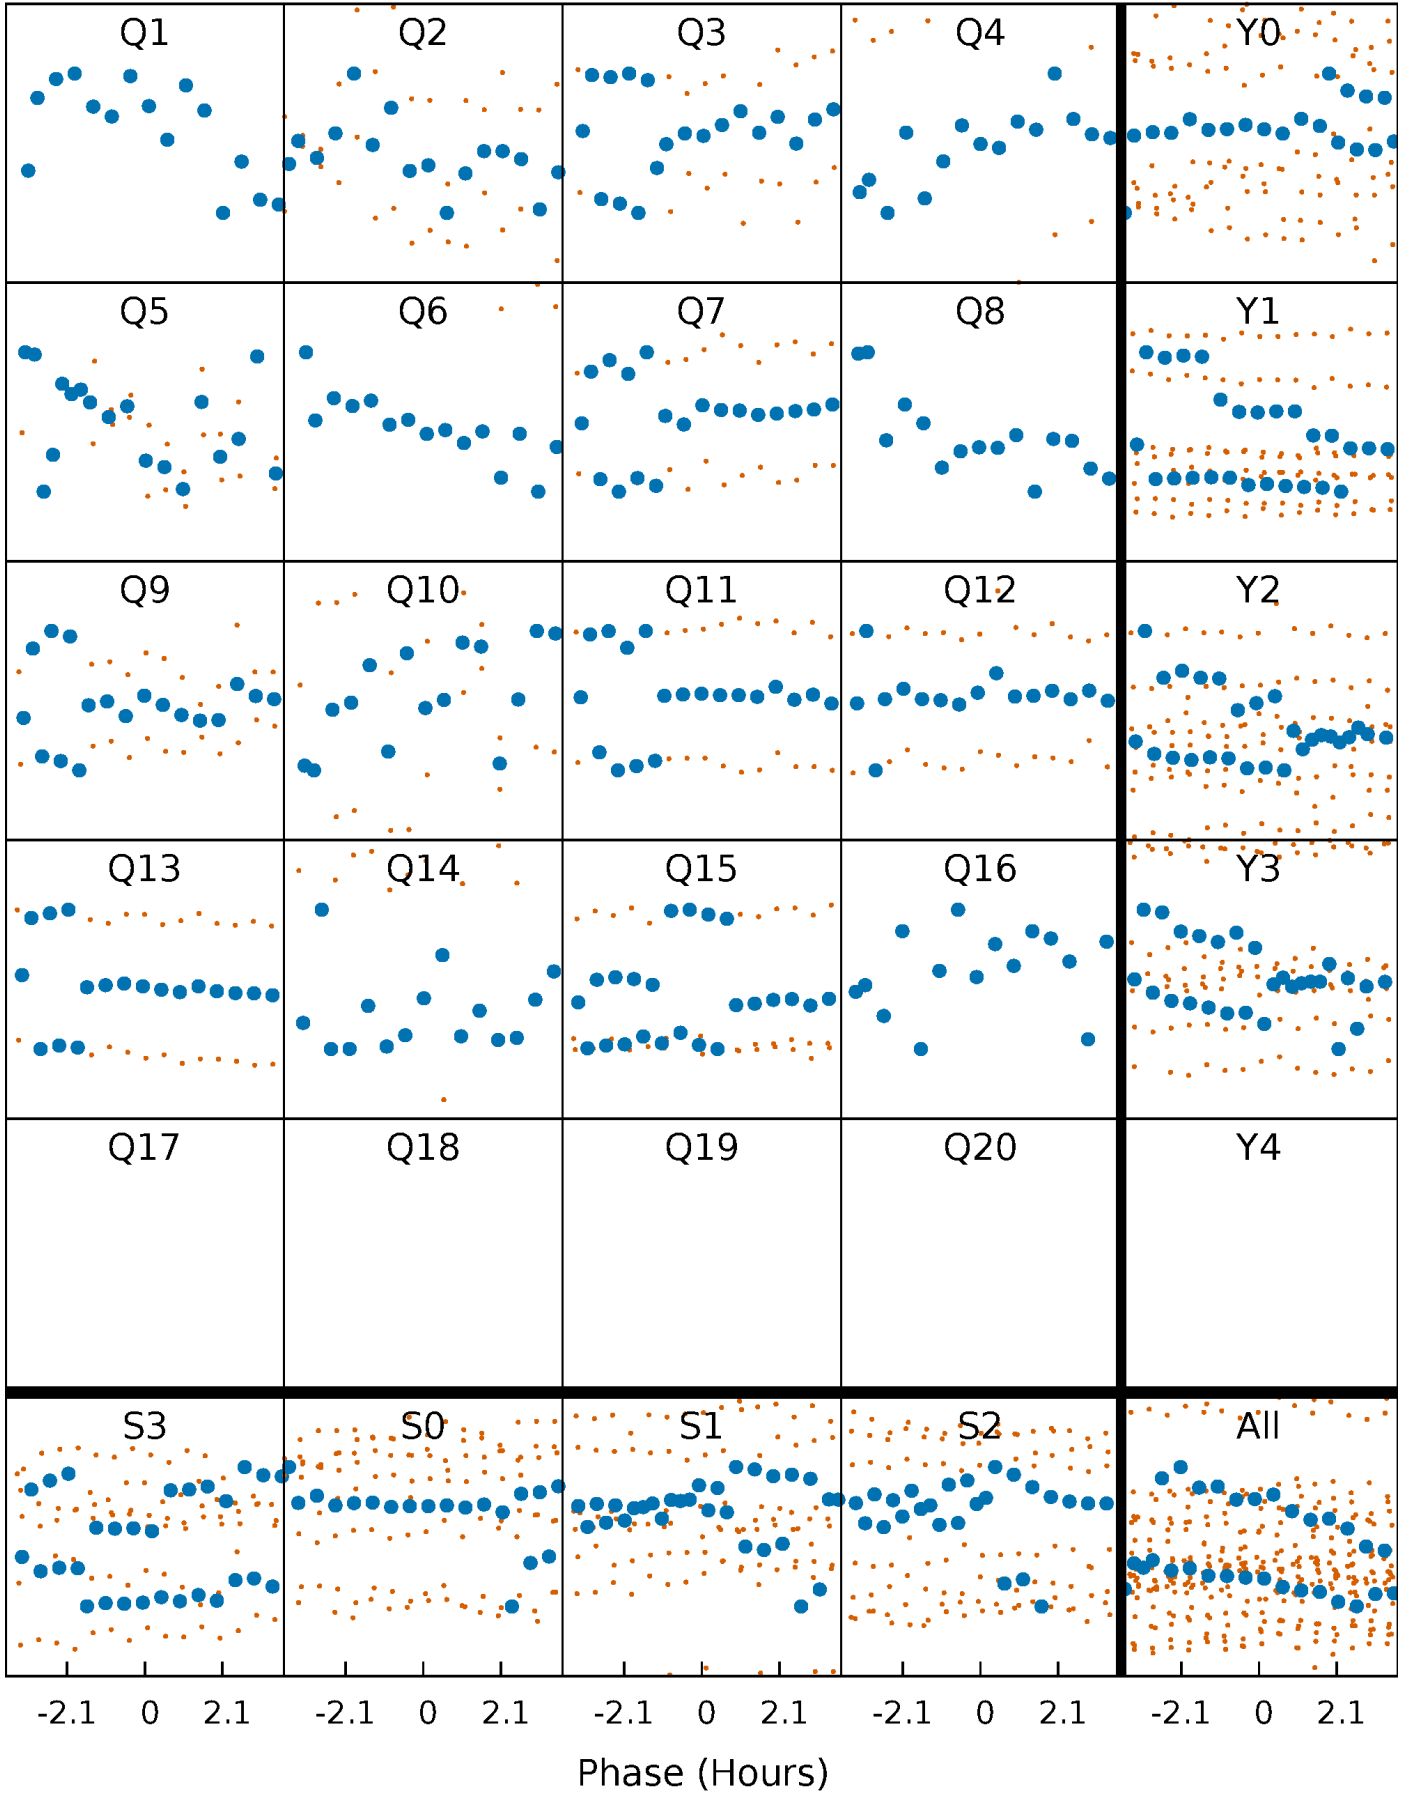 Q1 Q2 Q3 Q4 Y0
Q5 Q6 Q7 Q8 Y1
Q9 Q10 Q11 Q12 Y2
Q13 Q14 Q15 Q16 Y3
Q17 Q18 Q19 Q20 Y4
S3 S0 S1 S2 All
-2.1 0 2.1 -2.1 0 2.1 -2.1 0 2.1 -2.1 0 2.1 -2.1 0 2.1
Phase (Hours)